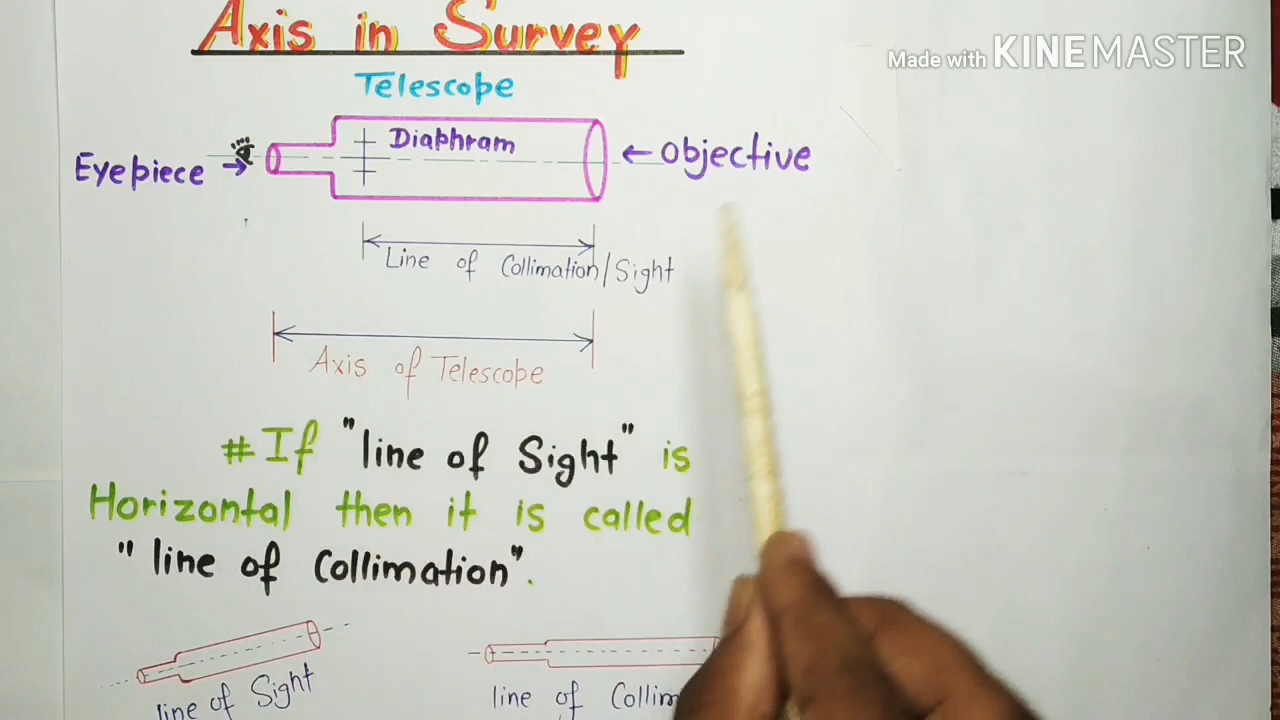 Axis in Survey
Made with KINEMASTER
Telescope
Diaphram
Eyepiece
Objective
Line of Collimation/Sight
Axis of Telescope
#If "line of Sight" is
Horizontal then it is called
"line of Collimation".
line of Sight
line of Collim